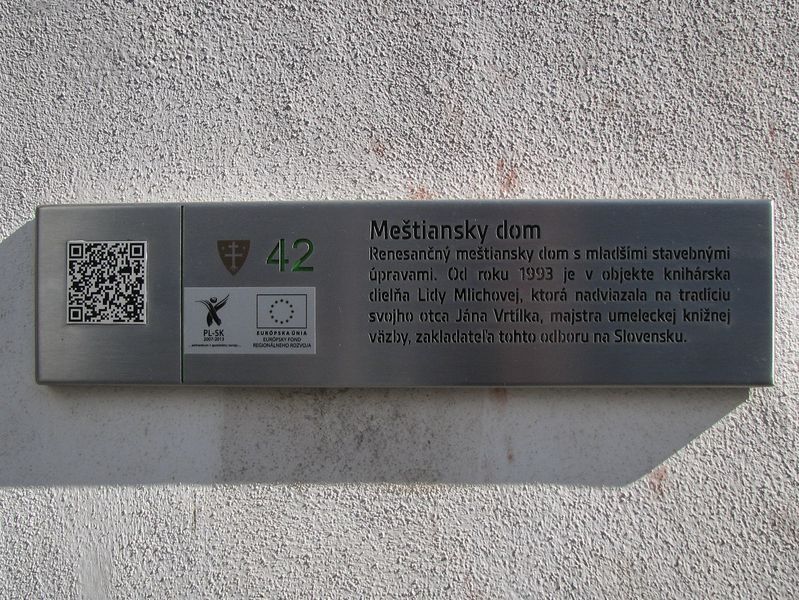 42
Meštiansky dom
Renesančný meštiansky dom s mladšími stavebnými
úpravami. Od roku 1993 je v objekte knihárska
dielňa Lidy Mlichovej, ktorá nadviazala na tradíciu
svojho otca Jána Vrtílka, majstra umeleckej knižnej
väzby, zakladateľa tohto odboru na Slovensku.
PL-SK
2007-2013
EURÓPSKA ÚNIA
EURÓPSKY FOND
REGIONÁLNEHO ROZVOJA